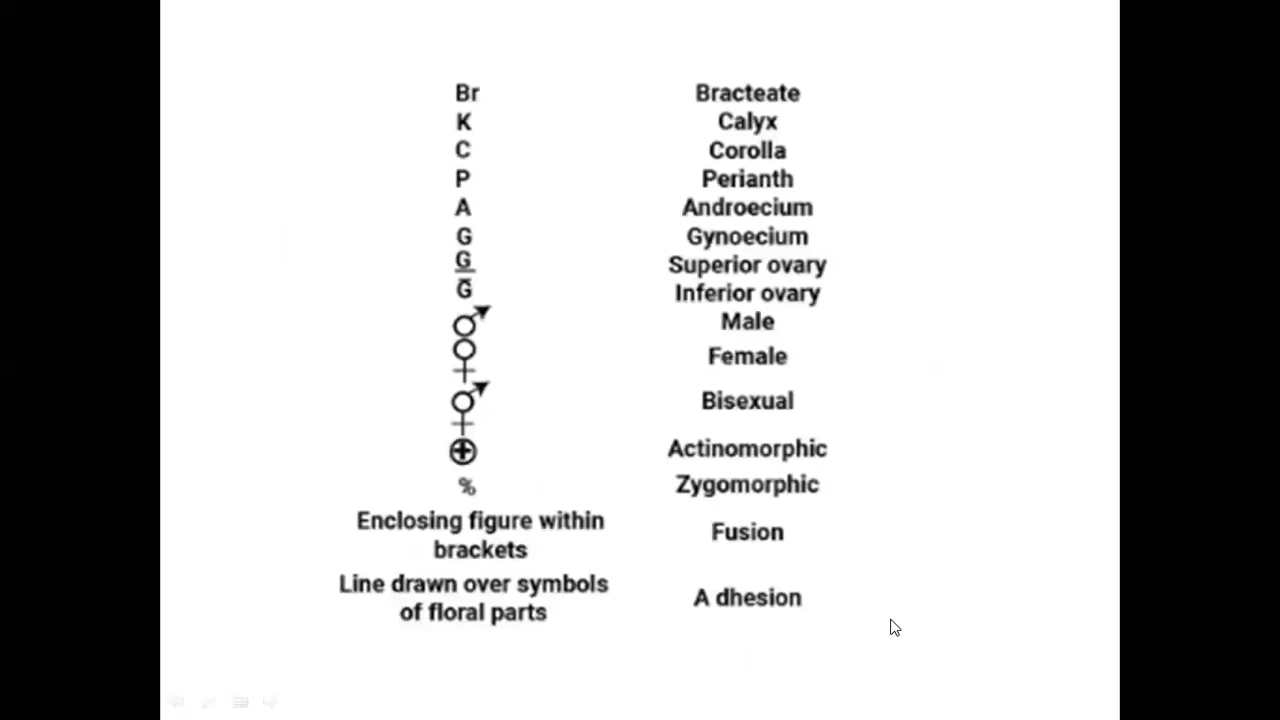 Br Bracteate
K Calyx
C Corolla
P Perianth
A Androecium
G Gynoecium
G̲ Superior ovary
G̅ Inferior ovary
♂ Male
♀ Female
⚥ Bisexual
⊕ Actinomorphic
% Zygomorphic
Enclosing figure within
brackets
Fusion
Line drawn over symbols
of floral parts
A dhesion